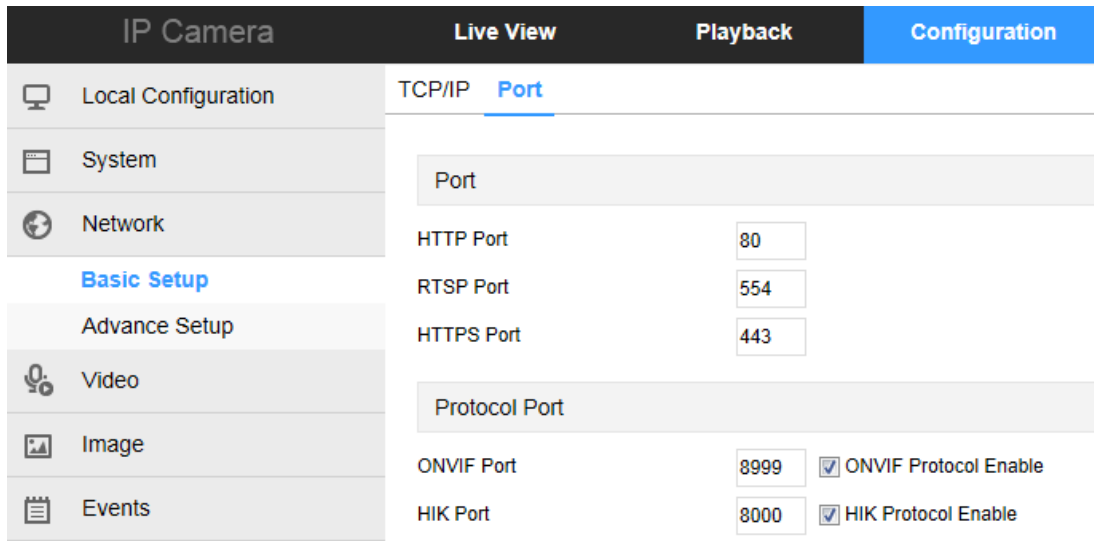 IP Camera Live View Playback Configuration
Local Configuration
System
Network
Basic Setup
Advance Setup
Video
Image
Events
TCP/IP Port
Port
HTTP Port 80
RTSP Port 554
HTTPS Port 443
Protocol Port
ONVIF Port 8999 ONVIF Protocol Enable
HIK Port 8000 HIK Protocol Enable